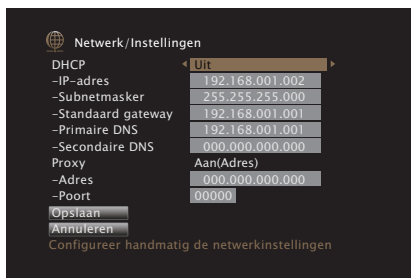 Netwerk/Instellingen
DHCP Uit
–IP-adres 192.168.001.002
–Subnetmasker 255.255.255.000
–Standaard gateway 192.168.001.001
–Primaire DNS 192.168.001.001
–Secondaire DNS 000.000.000.000
Proxy Aan(Adres)
–Adres 000.000.000.000
–Poort 00000
Opslaan
Annuleren
Configureer handmatig de netwerkinstellingen